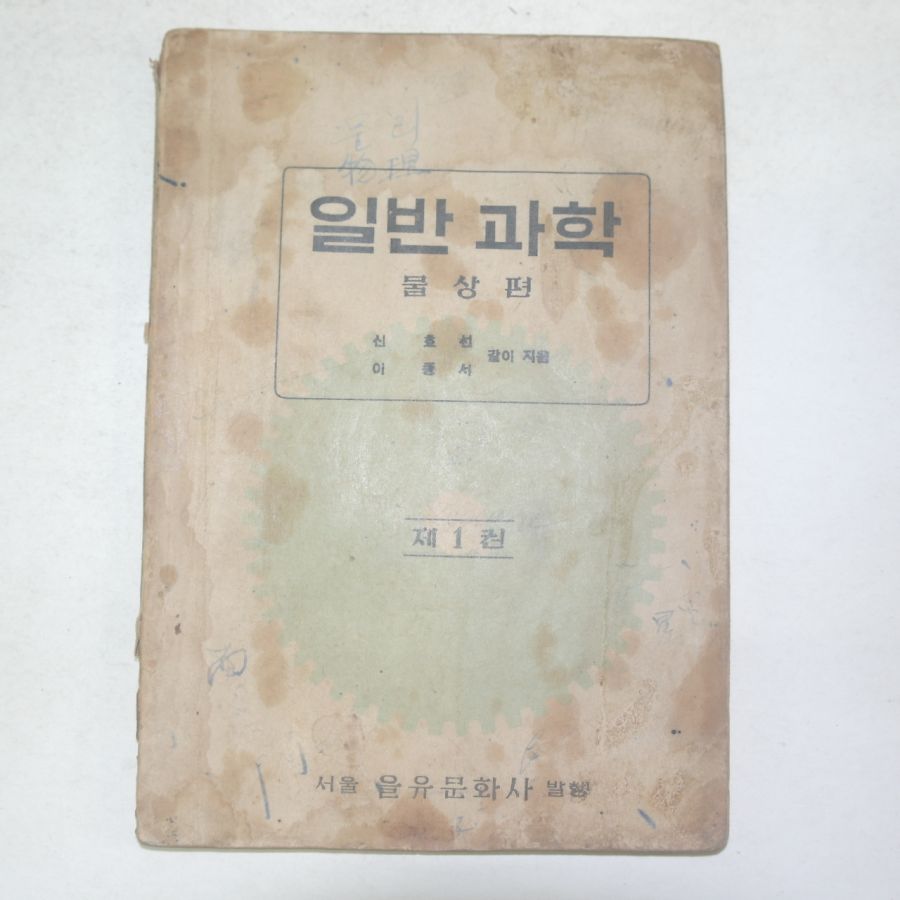 물리
物理
일반 과학
물상편
신효선
이종서
같이 지음
제 1 권
서울 을유문화사 발행